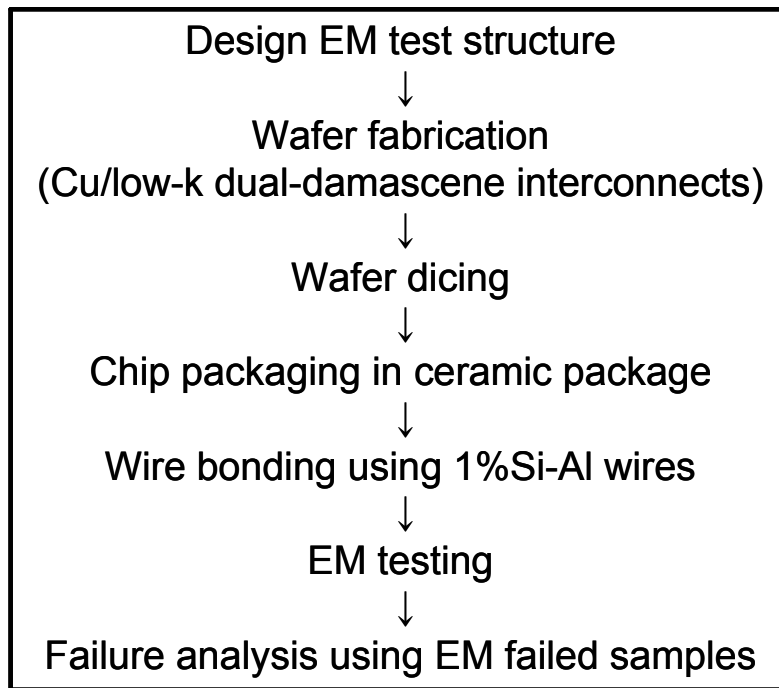 Design EM test structure
↓
Wafer fabrication
(Cu/low-k dual-damascene interconnects)
↓
Wafer dicing
↓
Chip packaging in ceramic package
↓
Wire bonding using 1%Si-Al wires
↓
EM testing
↓
Failure analysis using EM failed samples